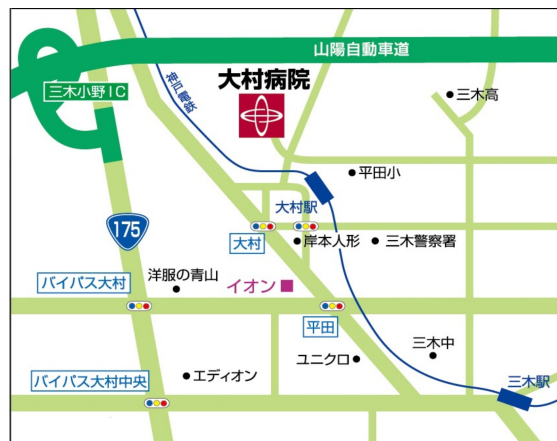 山陽自動車道
大村病院
神戸電鉄
三木小野IC
三木高
平田小
大村駅
175
大村
岸本人形
三木警察署
洋服の青山
バイパス大村
イオン
平田
三木中
ユニクロ
エディオン
三木駅
バイパス大村中央